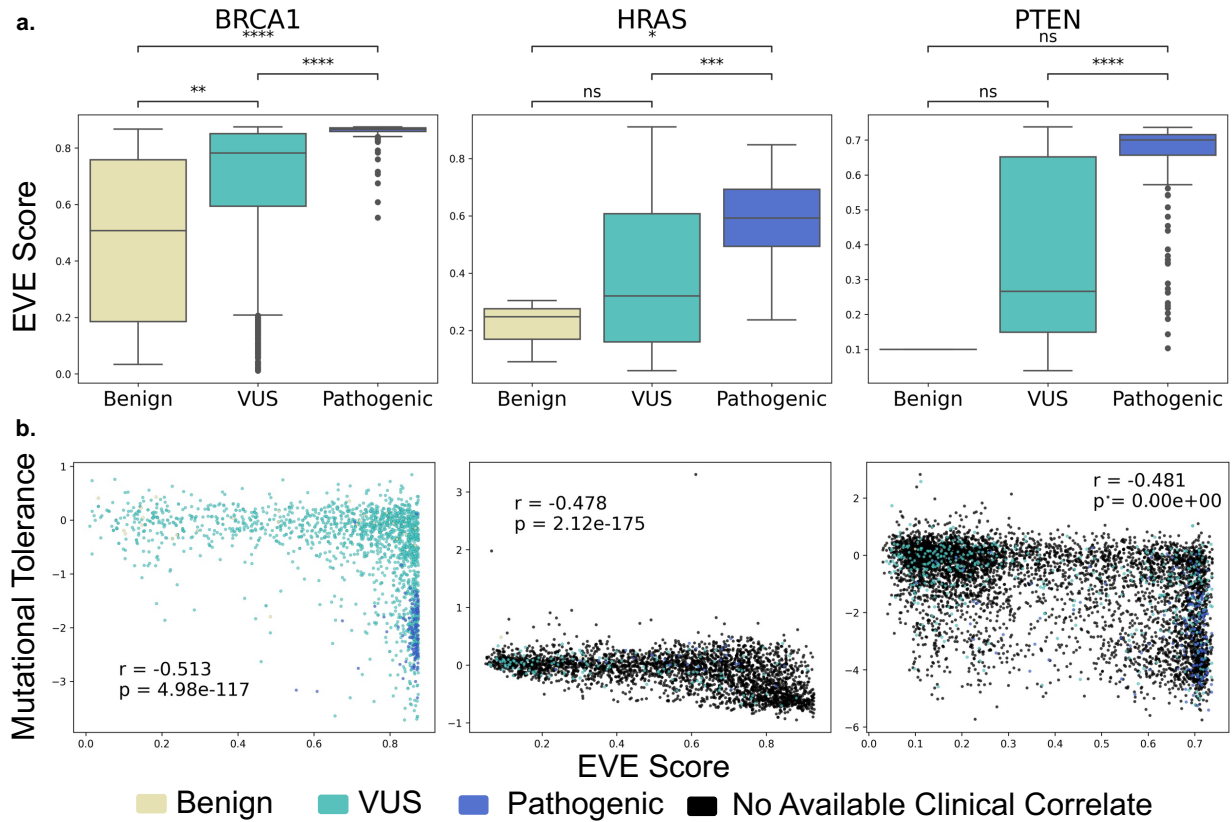 a.
BRCA1
HRAS
PTEN
****
*
ns
****
***
****
**
ns
ns
EVE Score
0.8
0.6
0.4
0.2
0.0
0.8
0.6
0.4
0.2
0.7
0.6
0.5
0.4
0.3
0.2
0.1
Benign VUS Pathogenic
Benign VUS Pathogenic
Benign VUS Pathogenic
b.
Mutational Tolerance
1
0
−1
−2
−3
r = -0.513
p = 4.98e-117
0.0 0.2 0.4 0.6 0.8
3
2
1
0
−1
r = -0.478
p = 2.12e-175
0.2 0.4 0.6 0.8
2
0
−2
−4
−6
r = -0.481
p = 0.00e+00
0.0 0.1 0.2 0.3 0.4 0.5 0.6 0.7
EVE Score
Benign VUS Pathogenic No Available Clinical Correlate